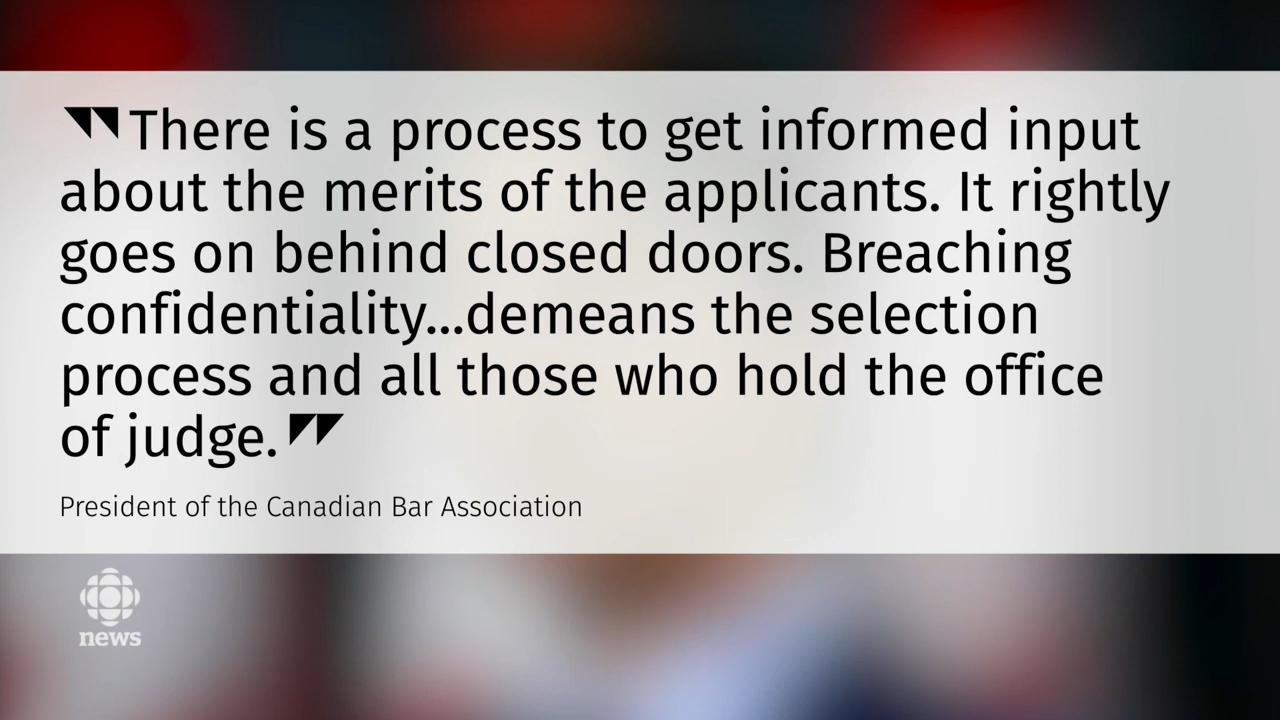 "There is a process to get informed input
about the merits of the applicants. It rightly
goes on behind closed doors. Breaching
confidentiality...demeans the selection
process and all those who hold the office
of judge."
President of the Canadian Bar Association
news